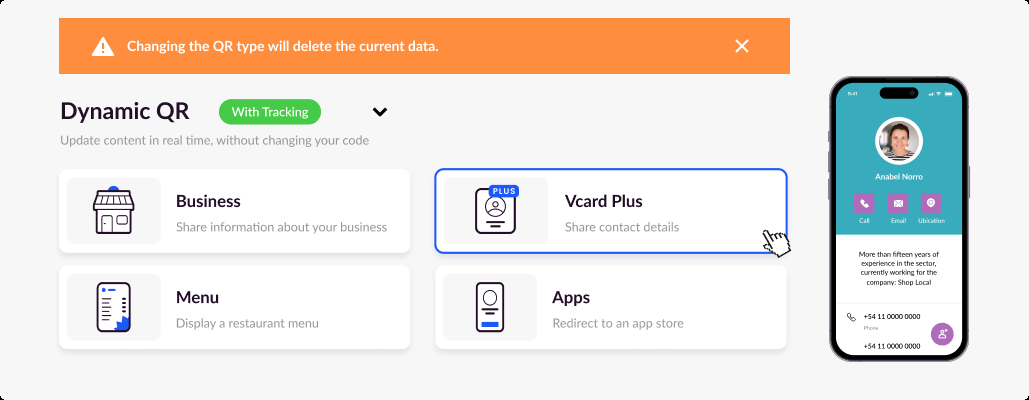 Changing the QR type will delete the current data.
Dynamic QR
With Tracking
Update content in real time, without changing your code
Business
Share information about your business
PLUS
Vcard Plus
Share contact details
Menu
Display a restaurant menu
Apps
Redirect to an app store
9:41
Anabel Norro
Call
Email
Ubication
More than fifteen years of
experience in the sector,
currently working for the
company: Shop Local
+54 11 0000 0000
Phone
+54 11 0000 0000